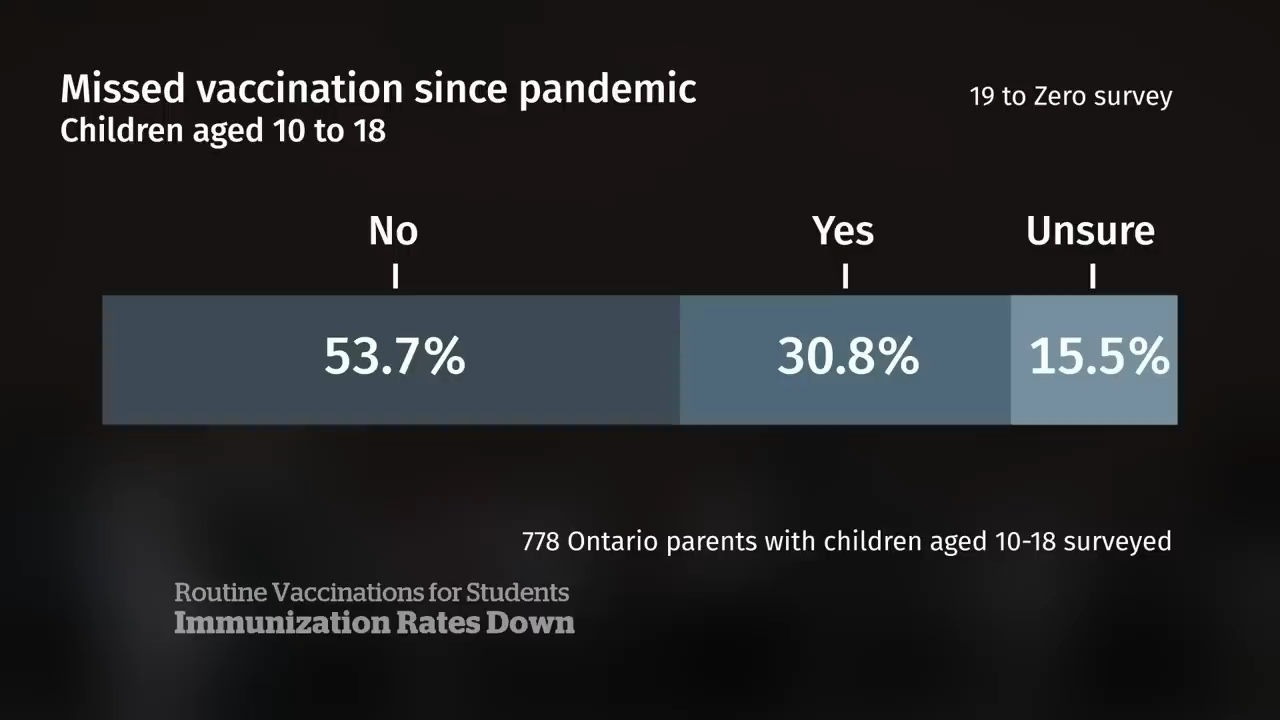 Missed vaccination since pandemic
Children aged 10 to 18
19 to Zero survey
No
Yes
Unsure
53.7%
30.8%
15.5%
778 Ontario parents with children aged 10-18 surveyed
Routine Vaccinations for Students
Immunization Rates Down